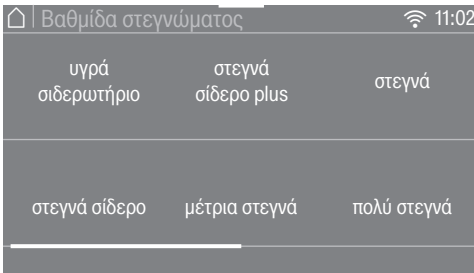 Βαθμίδα στεγνώματος 11:02
υγρά
σιδερωτήριο
στεγνά
σίδερο plus
στεγνά
στεγνά σίδερο
μέτρια στεγνά
πολύ στεγνά